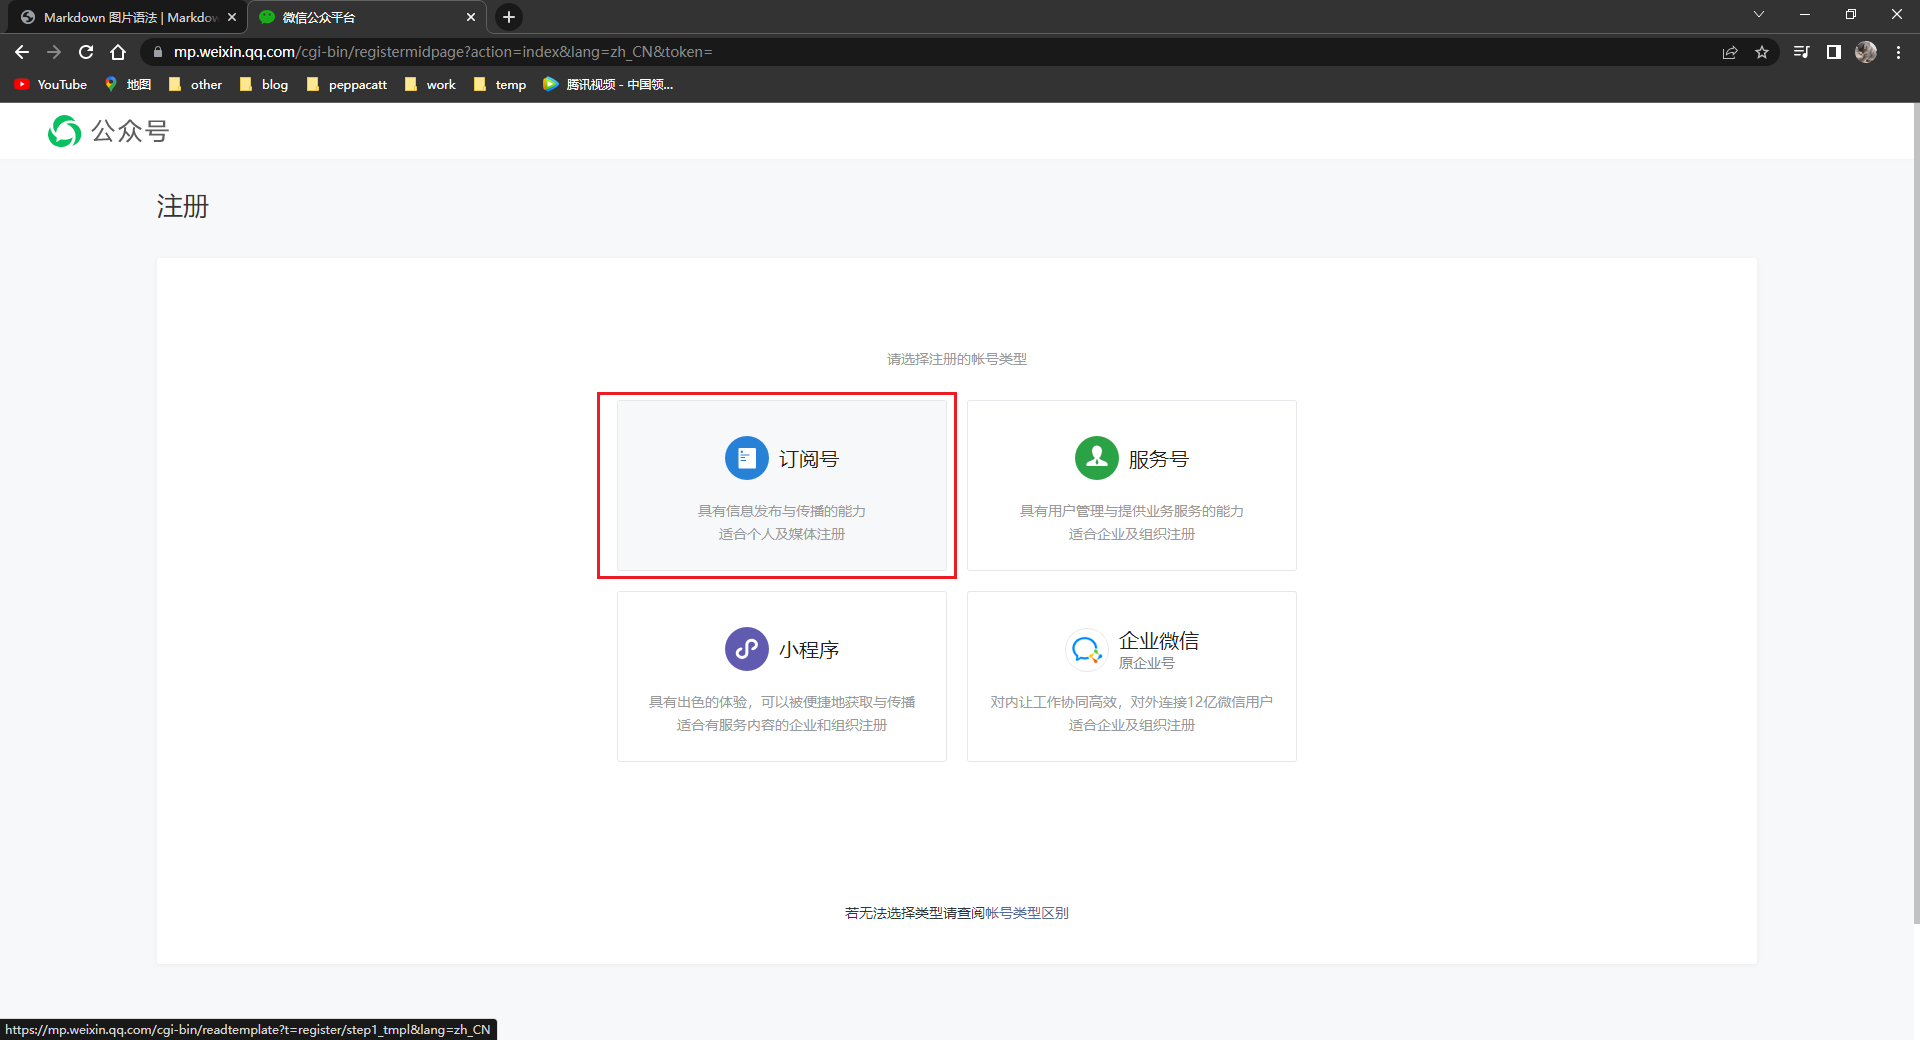 Markdown 图片语法 | Markdow
微信公众平台
mp.weixin.qq.com/cgi-bin/registermidpage?action=index&lang=zh_CN&token=
YouTube
地图
other
blog
peppacatt
work
temp
腾讯视频 - 中国领...
公众号
注册
请选择注册的帐号类型
订阅号
具有信息发布与传播的能力
适合个人及媒体注册
服务号
具有用户管理与提供业务服务的能力
适合企业及组织注册
小程序
具有出色的体验，可以被便捷地获取与传播
适合有服务内容的企业和组织注册
企业微信
原企业号
对内让工作协同高效，对外连接12亿微信用户
适合企业及组织注册
若无法选择类型请查阅帐号类型区别
https://mp.weixin.qq.com/cgi-bin/readtemplate?t=register/step1_tmpl&lang=zh_CN